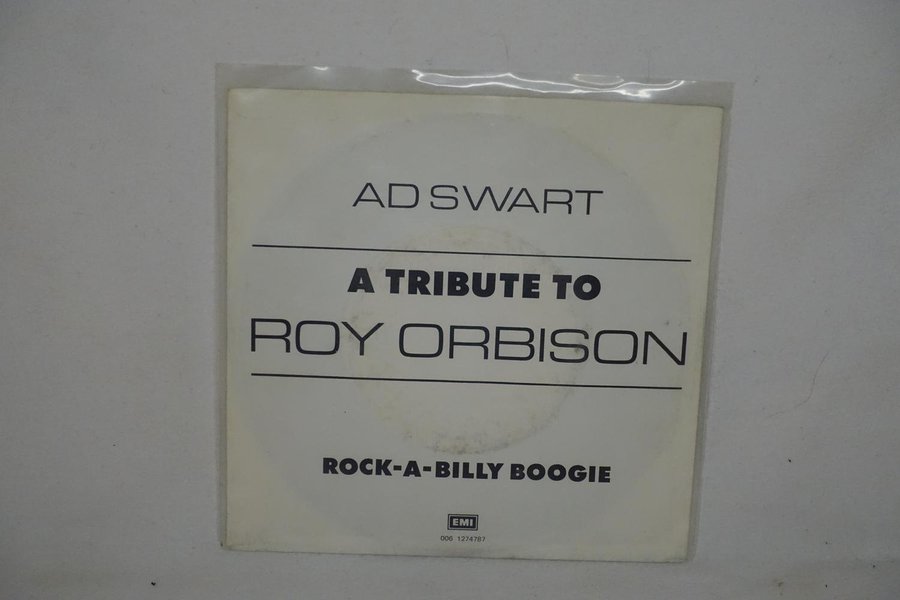 AD SWART
A TRIBUTE TO
ROY ORBISON
ROCK-A-BILLY BOOGIE
EMI
006 1274787